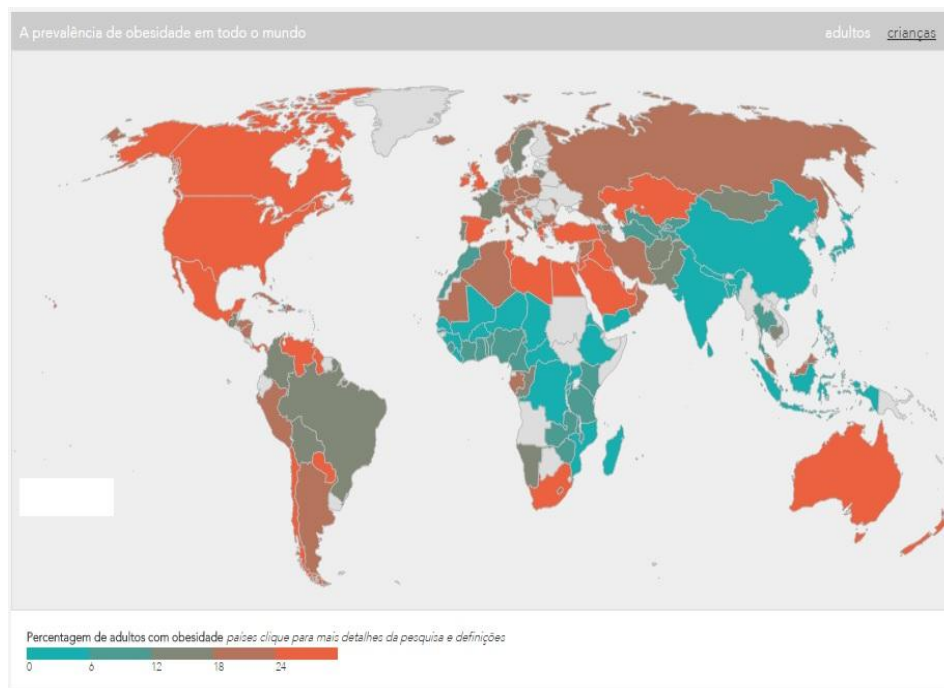 A prevalência de obesidade em todo o mundo
adultos crianças
Percentagem de adultos com obesidade países clique para mais detalhes da pesquisa e definições
0 6 12 18 24